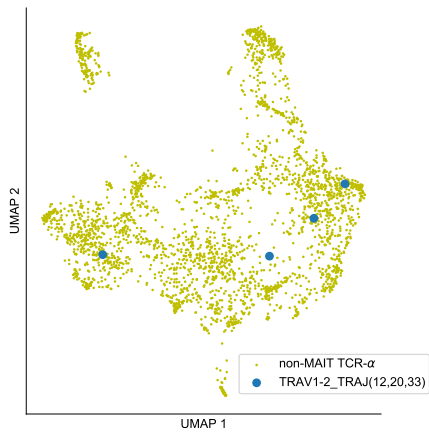 UMAP 2
non-MAIT TCR-α
TRAV1-2_TRAJ(12,20,33)
UMAP 1